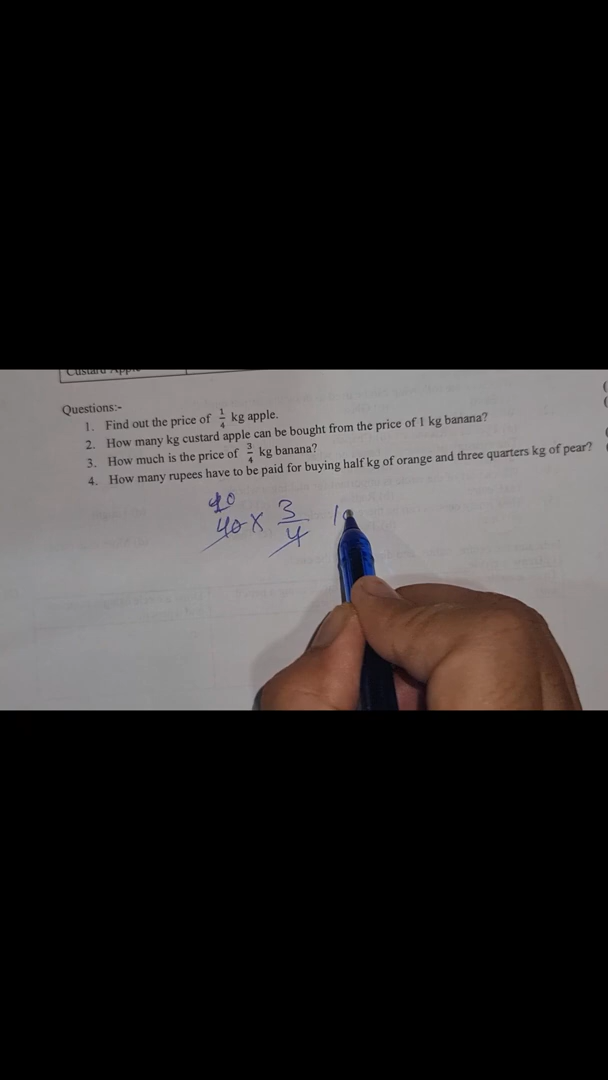 Custard Apple
Questions:-
1. Find out the price of 1/4 kg apple.
2. How many kg custard apple can be bought from the price of 1 kg banana?
3. How much is the price of 3/4 kg banana?
4. How many rupees have to be paid for buying half kg of orange and three quarters kg of pear?
10
40 x 3/4